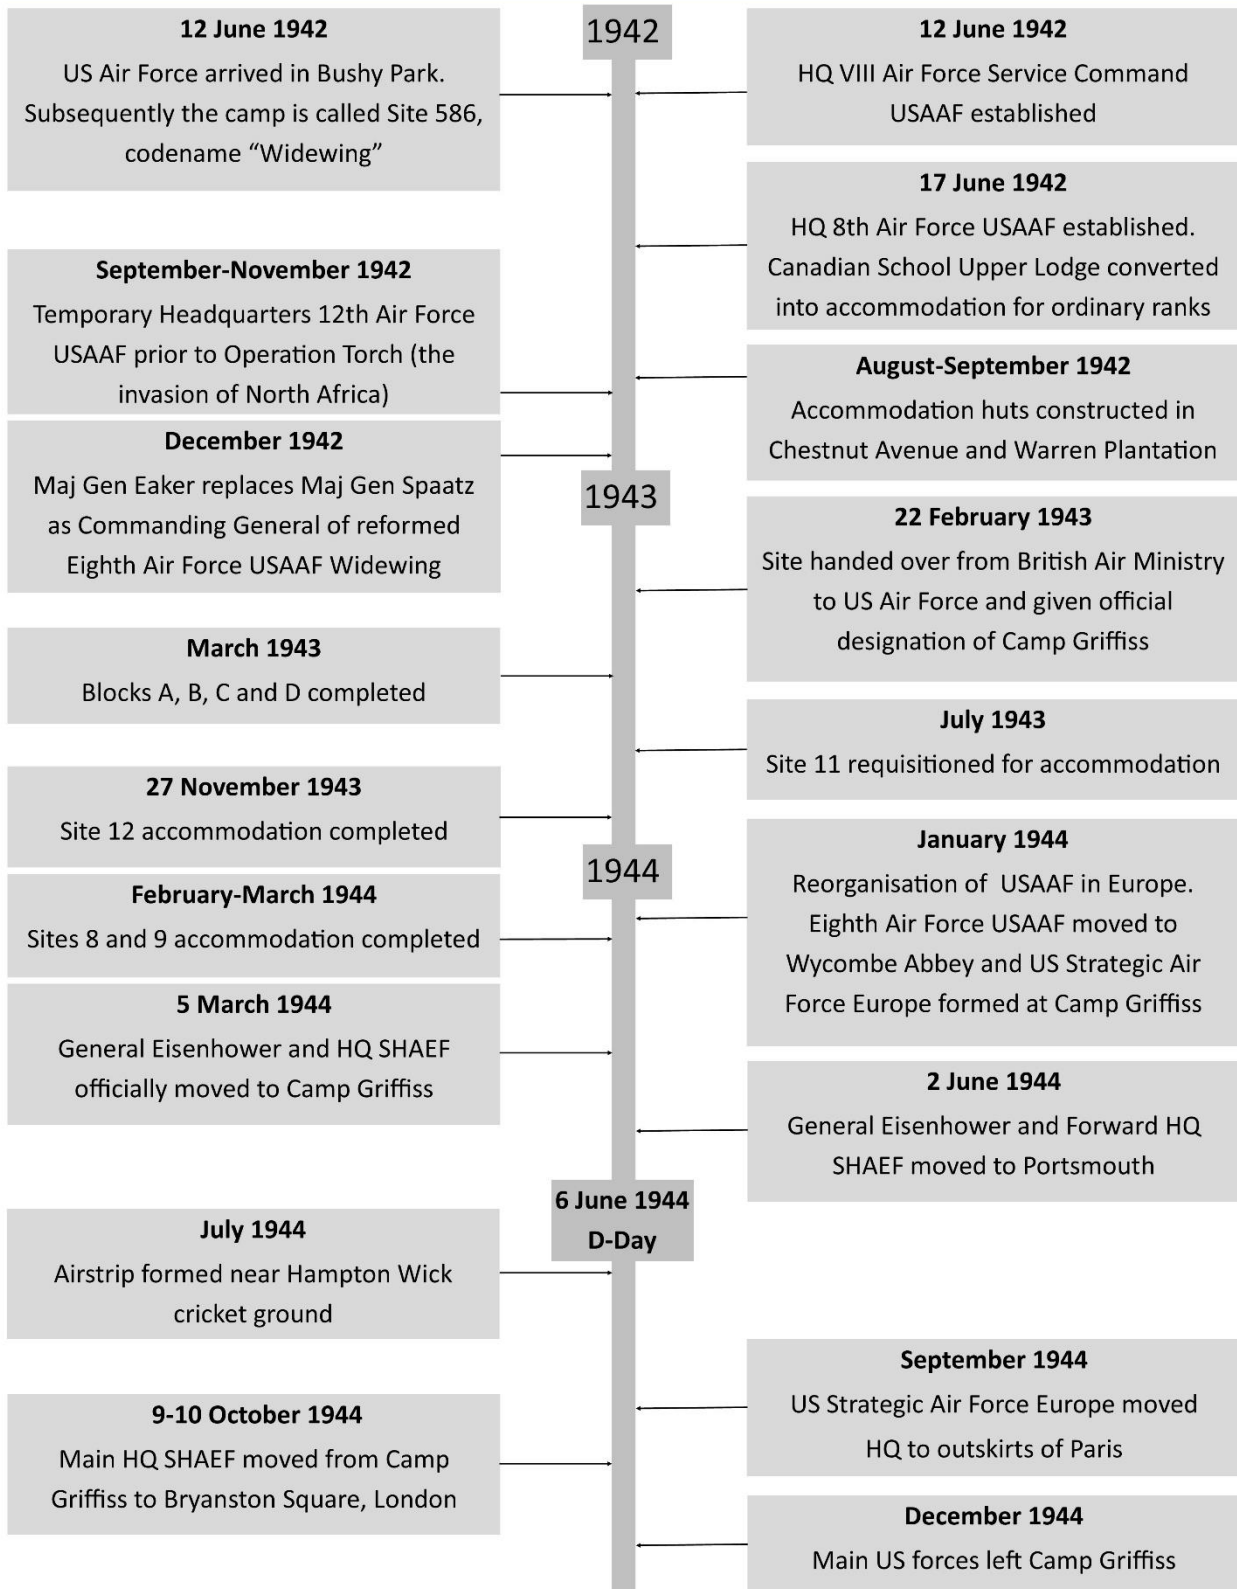 1942
12 June 1942
US Air Force arrived in Bushy Park.
Subsequently the camp is called Site 586,
codename “Widewing”
12 June 1942
HQ VIII Air Force Service Command
USAAF established
17 June 1942
HQ 8th Air Force USAAF established.
Canadian School Upper Lodge converted
into accommodation for ordinary ranks
September-November 1942
Temporary Headquarters 12th Air Force
USAAF prior to Operation Torch (the
invasion of North Africa)
August-September 1942
Accommodation huts constructed in
Chestnut Avenue and Warren Plantation
December 1942
Maj Gen Eaker replaces Maj Gen Spaatz
as Commanding General of reformed
Eighth Air Force USAAF Widewing
1943
22 February 1943
Site handed over from British Air Ministry
to US Air Force and given official
designation of Camp Griffiss
March 1943
Blocks A, B, C and D completed
July 1943
Site 11 requisitioned for accommodation
27 November 1943
Site 12 accommodation completed
1944
January 1944
Reorganisation of  USAAF in Europe.
Eighth Air Force USAAF moved to
Wycombe Abbey and US Strategic Air
Force Europe formed at Camp Griffiss
February-March 1944
Sites 8 and 9 accommodation completed
5 March 1944
General Eisenhower and HQ SHAEF
officially moved to Camp Griffiss
2 June 1944
General Eisenhower and Forward HQ
SHAEF moved to Portsmouth
6 June 1944
D-Day
July 1944
Airstrip formed near Hampton Wick
cricket ground
September 1944
US Strategic Air Force Europe moved
HQ to outskirts of Paris
9-10 October 1944
Main HQ SHAEF moved from Camp
Griffiss to Bryanston Square, London
December 1944
Main US forces left Camp Griffiss